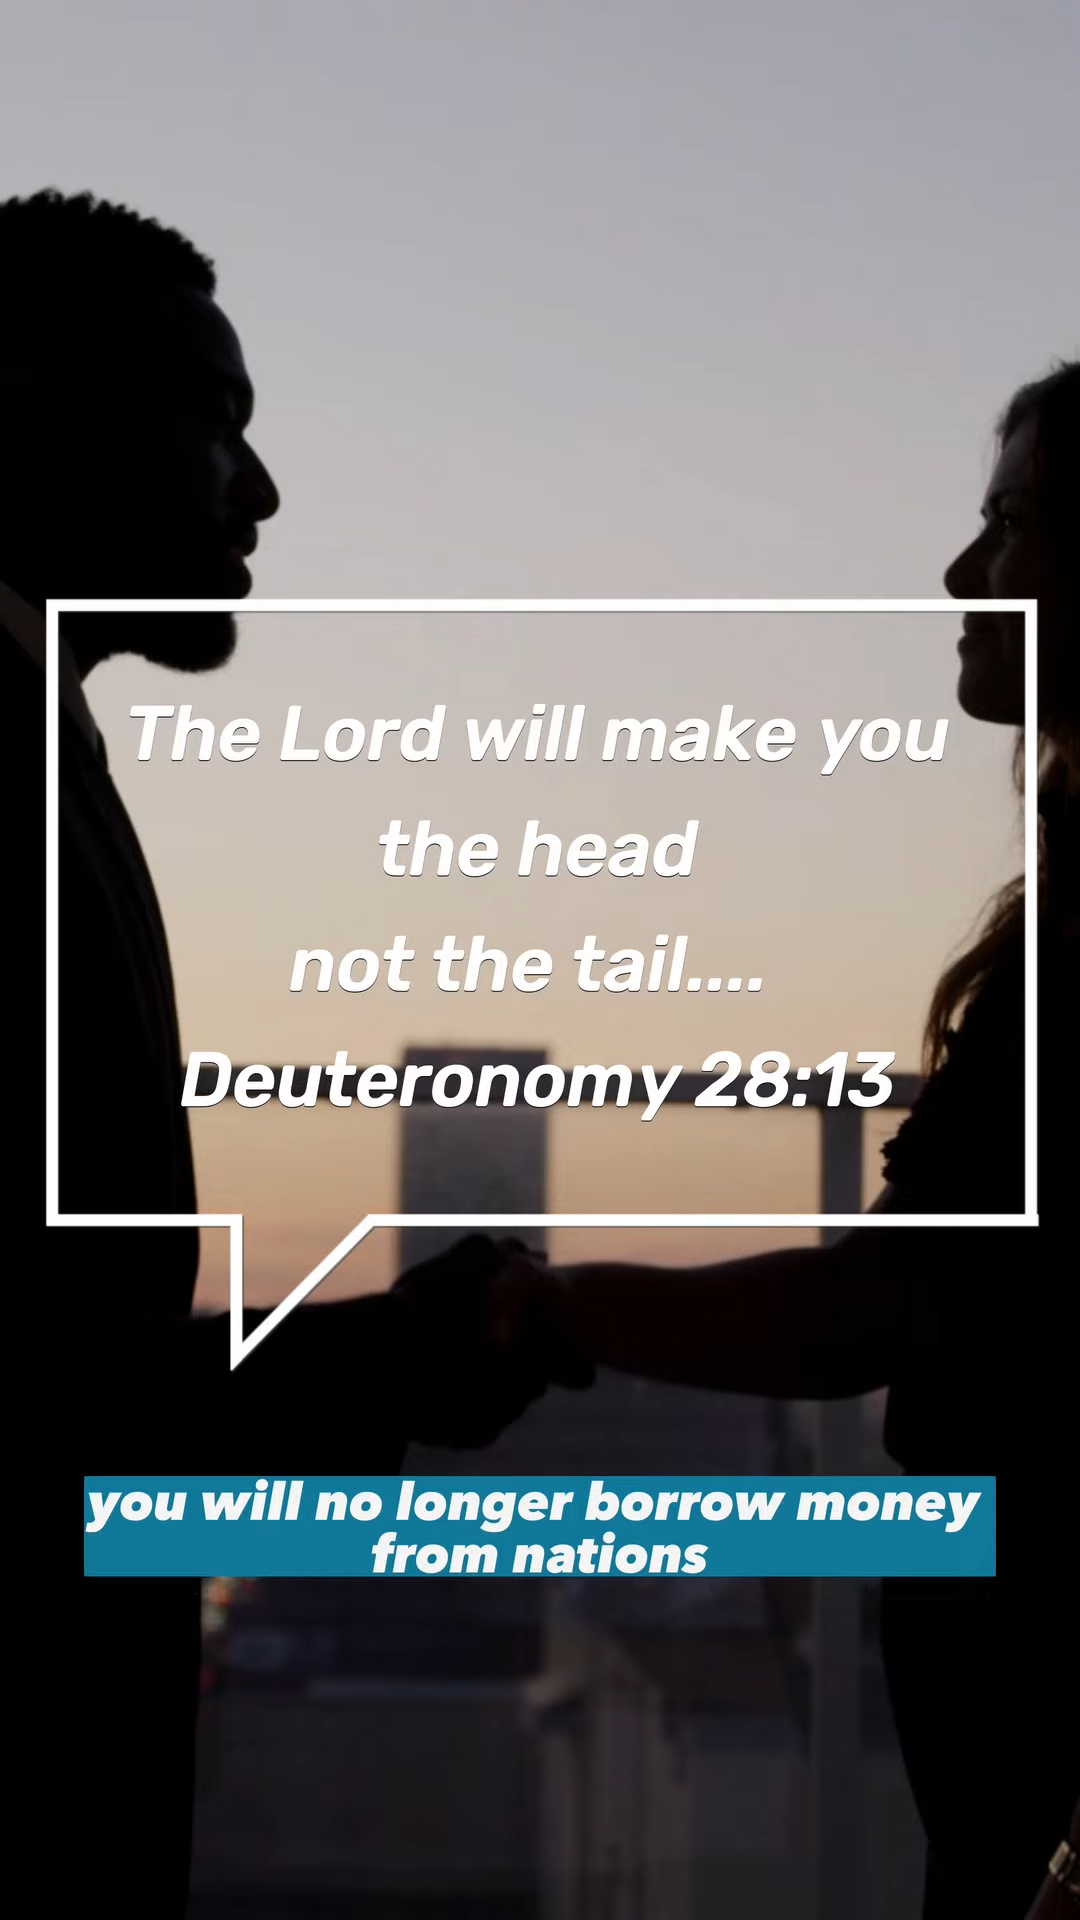 The Lord will make you
the head
not the tail....
Deuteronomy 28:13
you will no longer borrow money
from nations